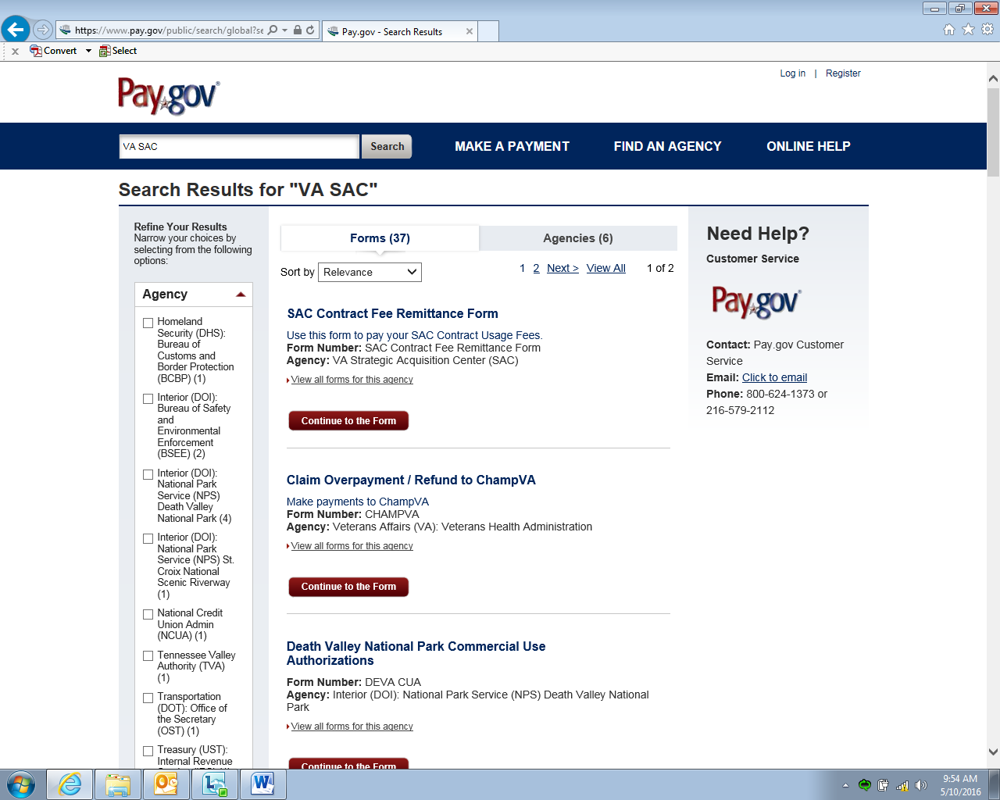 https://www.pay.gov/public/search/global?se
Pay.gov - Search Results
x Convert Select
Log in | Register
Pay.gov
VA SAC Search MAKE A PAYMENT FIND AN AGENCY ONLINE HELP
Search Results for "VA SAC"
Refine Your Results
Narrow your choices by
selecting from the following
options:
Agency
Homeland
Security (DHS):
Bureau of
Customs and
Border Protection
(BCBP) (1)
Interior (DOI):
Bureau of Safety
and
Environmental
Enforcement
(BSEE) (2)
Interior (DOI):
National Park
Service (NPS)
Death Valley
National Park (4)
Interior (DOI):
National Park
Service (NPS) St.
Croix National
Scenic Riverway
(1)
National Credit
Union Admin
(NCUA) (1)
Tennessee Valley
Authority (TVA)
(1)
Transportation
(DOT): Office of
the Secretary
(OST) (1)
Treasury (UST):
Internal Revenue
Forms (37) Agencies (6)
Sort by Relevance 1 2 Next > View All 1 of 2
SAC Contract Fee Remittance Form
Use this form to pay your SAC Contract Usage Fees.
Form Number: SAC Contract Fee Remittance Form
Agency: VA Strategic Acquisition Center (SAC)
View all forms for this agency
Continue to the Form
Claim Overpayment / Refund to ChampVA
Make payments to ChampVA
Form Number: CHAMPVA
Agency: Veterans Affairs (VA): Veterans Health Administration
View all forms for this agency
Continue to the Form
Death Valley National Park Commercial Use
Authorizations
Form Number: DEVA CUA
Agency: Interior (DOI): National Park Service (NPS) Death Valley National
Park
View all forms for this agency
Continue to the Form
Need Help?
Customer Service
Pay.gov
Contact: Pay.gov Customer
Service
Email: Click to email
Phone: 800-624-1373 or
216-579-2112
9:54 AM
5/10/2016